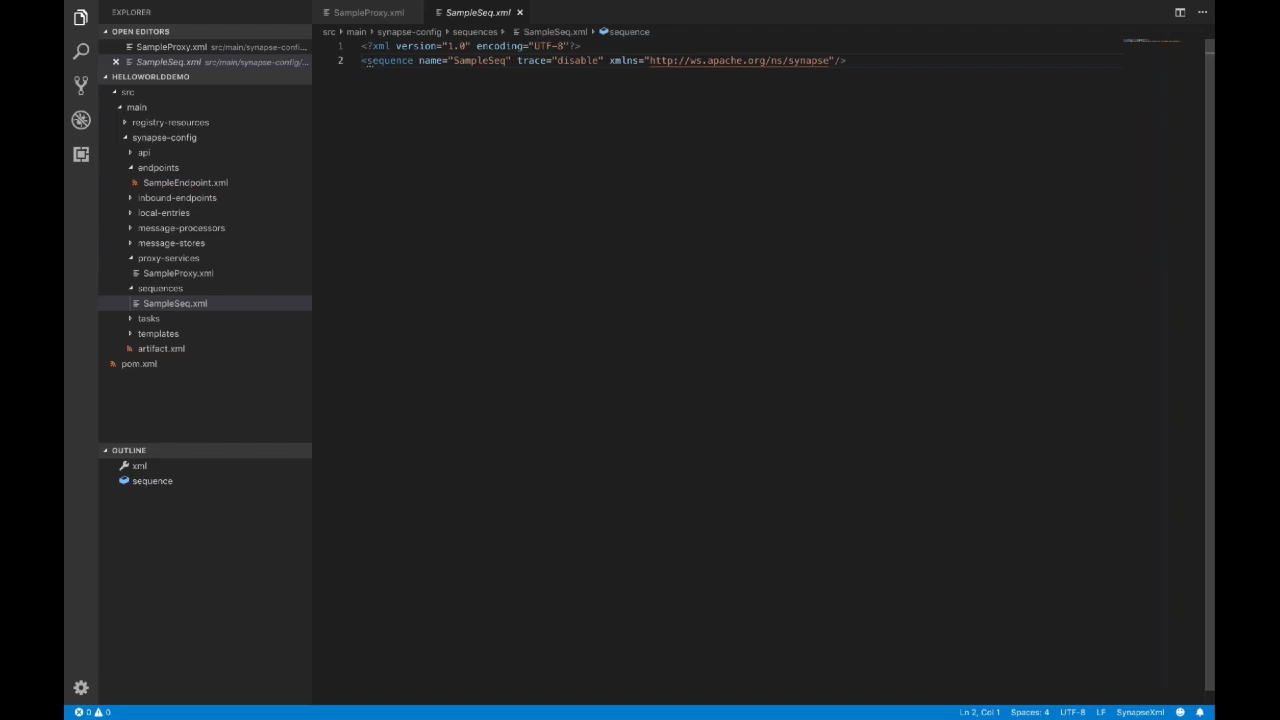 EXPLORER
OPEN EDITORS
SampleProxy.xml src/main/synapse-confi...
SampleSeq.xml src/main/synapse-config/...
HELLOWORLDDEMO
src
main
registry-resources
synapse-config
api
endpoints
SampleEndpoint.xml
inbound-endpoints
local-entries
message-processors
message-stores
proxy-services
SampleProxy.xml
sequences
SampleSeq.xml
tasks
templates
artifact.xml
pom.xml
OUTLINE
xml
sequence
SampleProxy.xml SampleSeq.xml
src main synapse-config sequences SampleSeq.xml sequence
1 <?xml version="1.0" encoding="UTF-8"?>
2 <sequence name="SampleSeq" trace="disable" xmlns="http://ws.apache.org/ns/synapse"/>
0 0 Ln 2, Col 1 Spaces: 4 UTF-8 LF SynapseXml